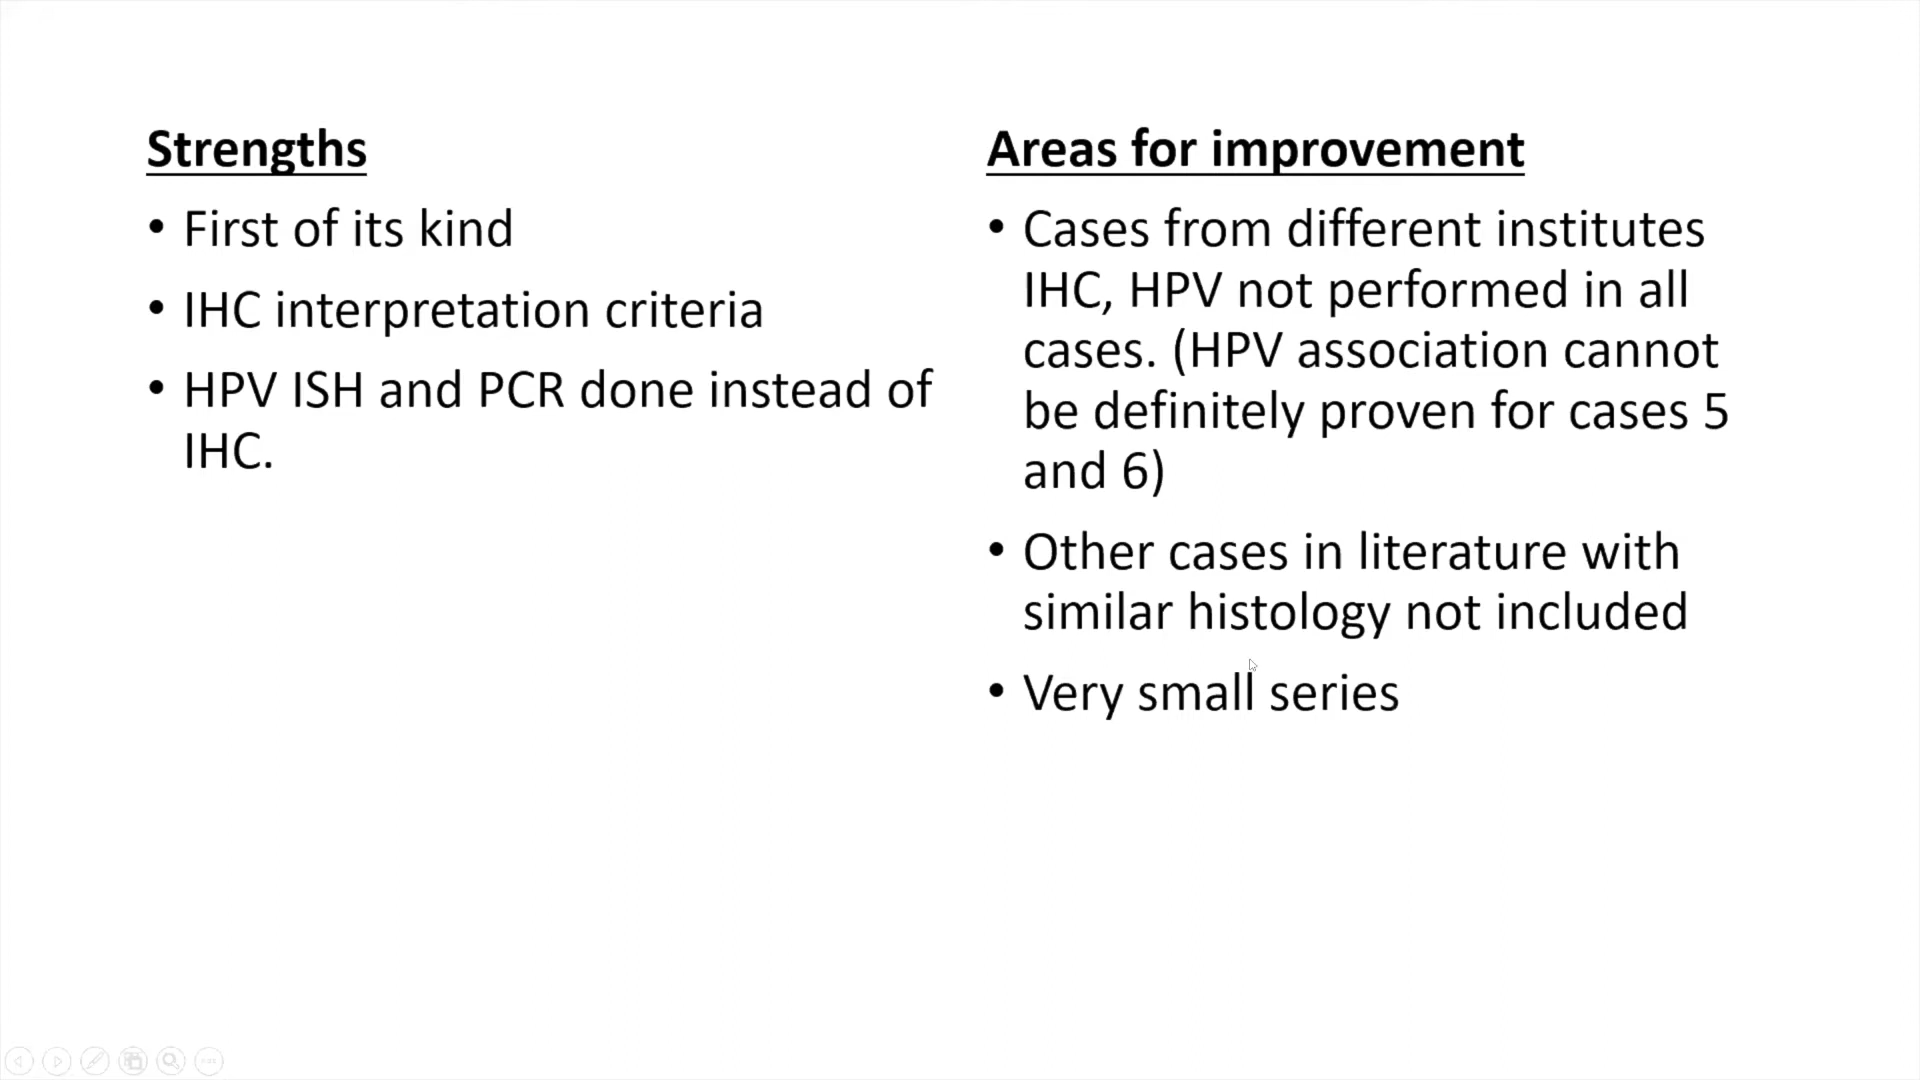 Strengths
• First of its kind
• IHC interpretation criteria
• HPV ISH and PCR done instead of
IHC.
Areas for improvement
• Cases from different institutes
IHC, HPV not performed in all
cases. (HPV association cannot
be definitely proven for cases 5
and 6)
• Other cases in literature with
similar histology not included
• Very small series